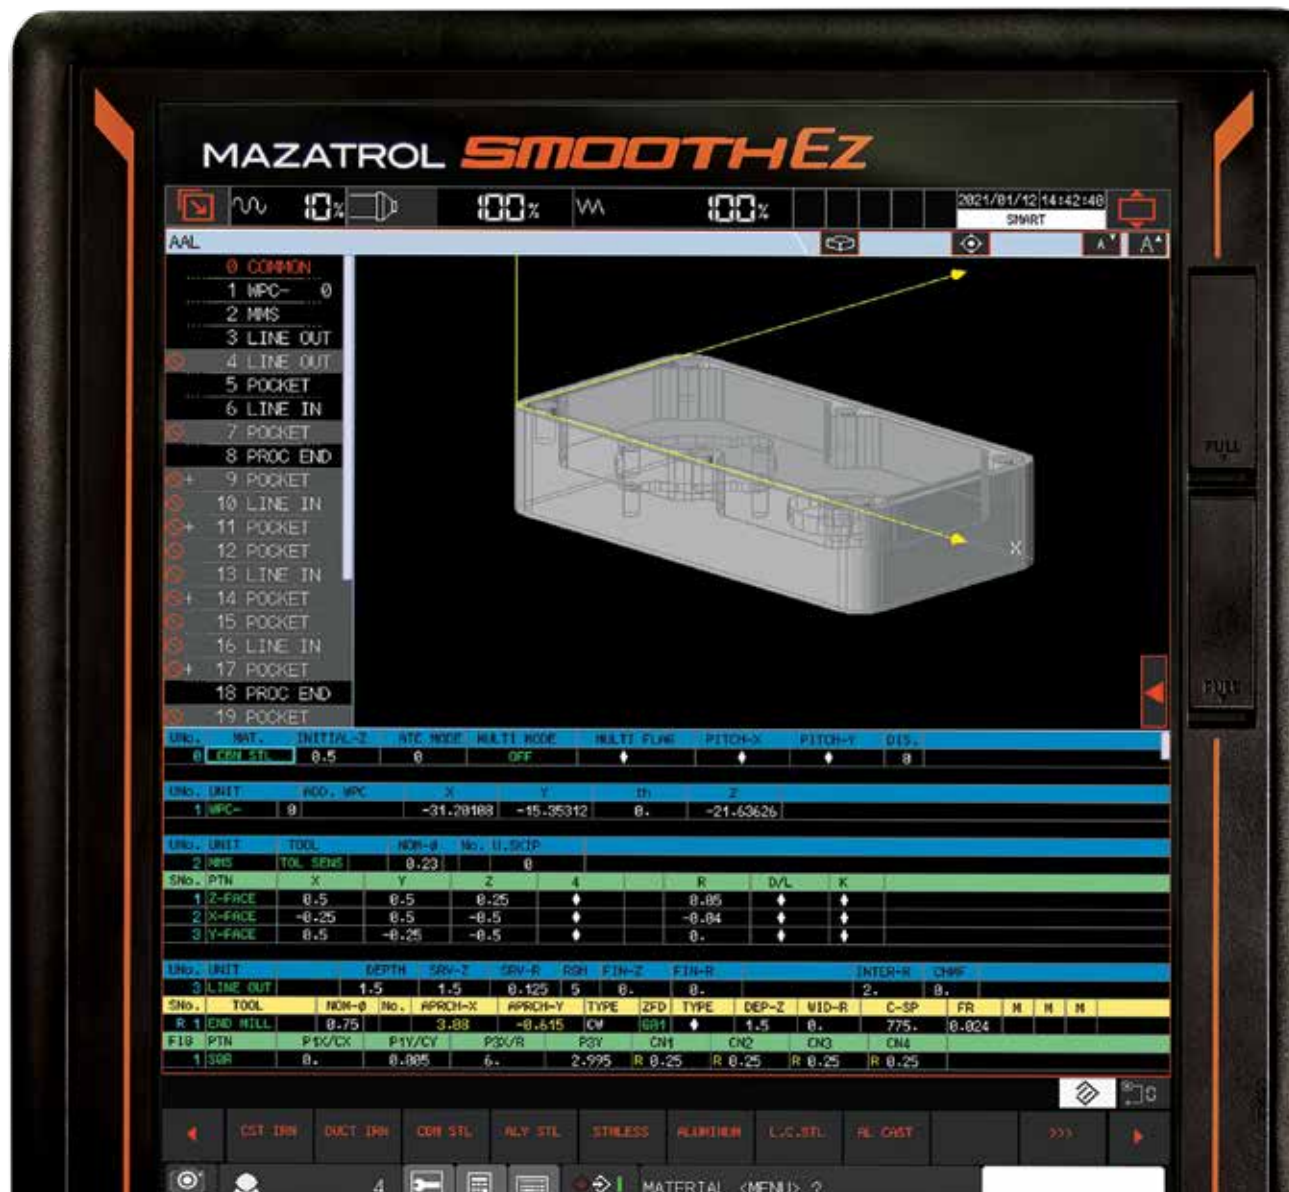 MAZATROL SMOOTHEz
10% 100% 100% 2021/01/12 14:42:40
SMART
AAL A▼ A▲
0 COMMON
1 WPC- 0
2 MMS
3 LINE OUT
4 LINE OUT
5 POCKET
6 LINE IN
7 POCKET
8 PROC END
+ 9 POCKET
10 LINE IN
+ 11 POCKET
12 POCKET
13 LINE IN
+ 14 POCKET
15 POCKET
16 LINE IN
+ 17 POCKET
18 PROC END
19 POCKET
X
PULL
PULL
UNo. MAT. INITIAL-Z ATC MODE MULTI MODE MULTI FLAG PITCH-X PITCH-Y DIS.
0 CBN STL 0.5 0 OFF ♦ ♦ ♦ 0
UNo. UNIT ADD. WPC X Y th Z
1 WPC- 0 -31.20108 -15.35312 0. -21.63626
UNo. UNIT TOOL NOM-Ø No. U.SKIP
2 MMS TOL SENS 0.23 0
SNo. PTN X Y Z 4 R D/L K
1 Z-FACE 0.5 0.5 0.25 ♦ 0.05 ♦ ♦
2 X-FACE -0.25 0.5 -0.5 ♦ -0.04 ♦ ♦
3 Y-FACE 0.5 -0.25 -0.5 ♦ 0. ♦ ♦
UNo. UNIT DEPTH SRV-Z SRV-R RGH FIN-Z FIN-R INTER-R CHMF
3 LINE OUT 1.5 1.5 0.125 5 0. 0. 2. 0.
SNo. TOOL NOM-Ø No. APRCH-X APRCH-Y TYPE ZFD TYPE DEP-Z WID-R C-SP FR M M M
R 1 END MILL 0.75 3.08 -0.615 CW G01 ♦ 1.5 0. 775. 0.024
FIG PTN P1X/CX P1Y/CY P3X/R P3Y CN1 CN2 CN3 CN4
1 SQR 0. 0.005 6. 2.995 R 0.25 R 0.25 R 0.25 R 0.25
CST IRN DUCT IRN CBN STL ALY STL STNLESS ALUMINUM L.C.STL AL CAST >>>
4 MATERIAL <MENU> ?